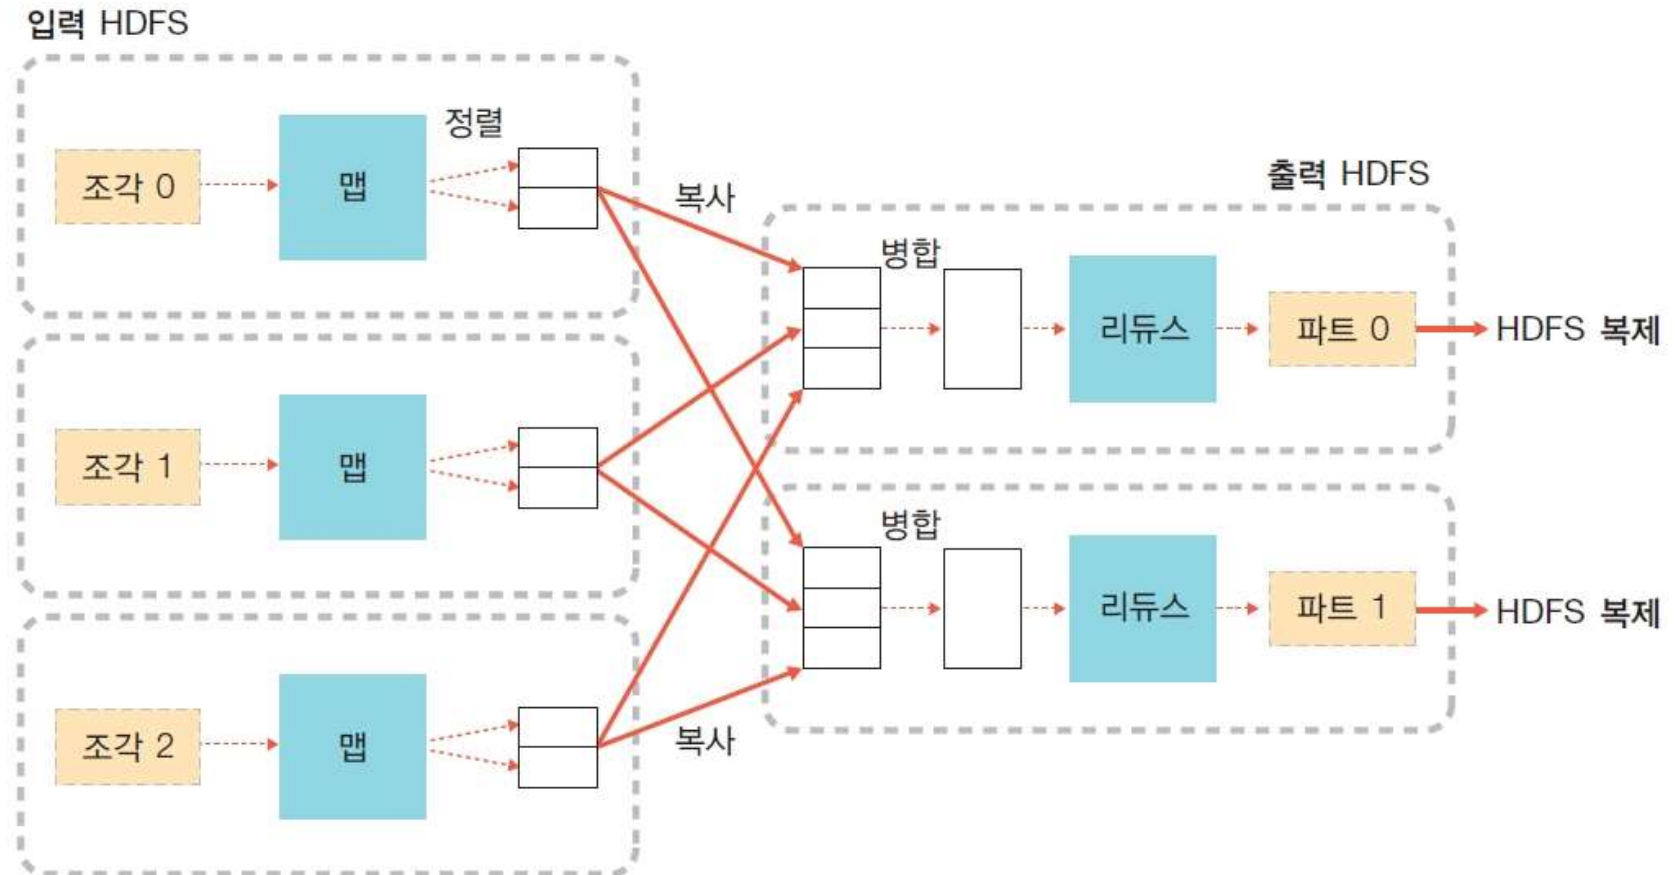 입력 HDFS
정렬
조각 0
맵
복사
출력 HDFS
병합
리듀스
파트 0
HDFS 복제
조각 1
맵
병합
리듀스
파트 1
HDFS 복제
조각 2
맵
복사